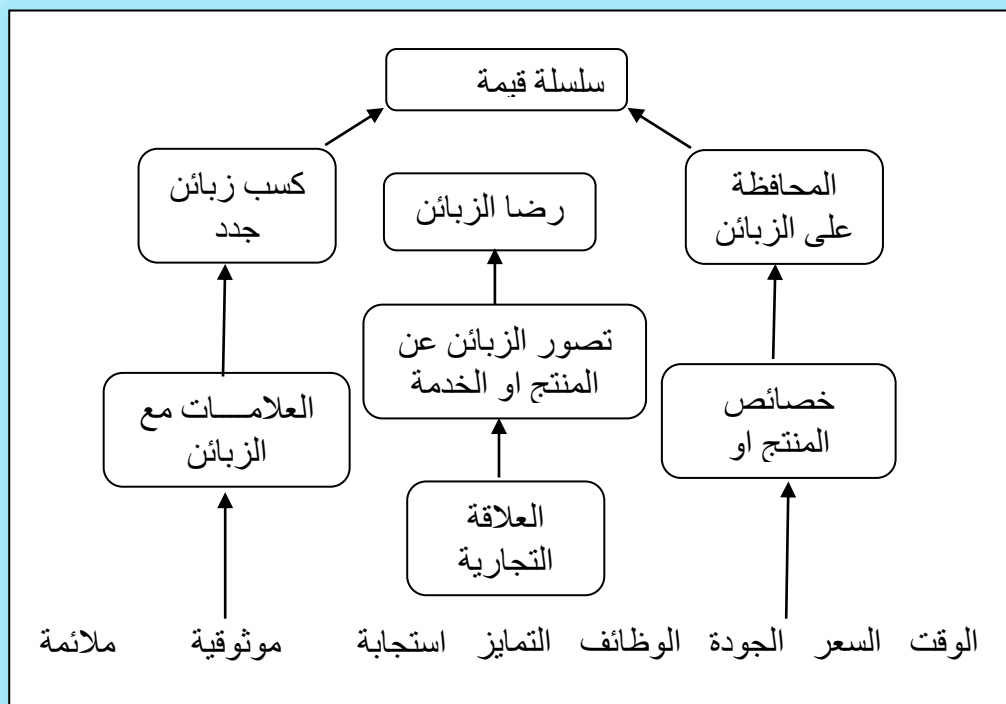 سلسلة قيمة
المحافظة
على الزبائن
رضا الزبائن
كسب زبائن
جدد
خصائص
المنتج او
تصور الزبائن عن
المنتج او الخدمة
العلامــــات مع
الزبائن
العلاقة
التجارية
الوقت السعر الجودة الوظائف التمايز استجابة موثوقية ملائمة